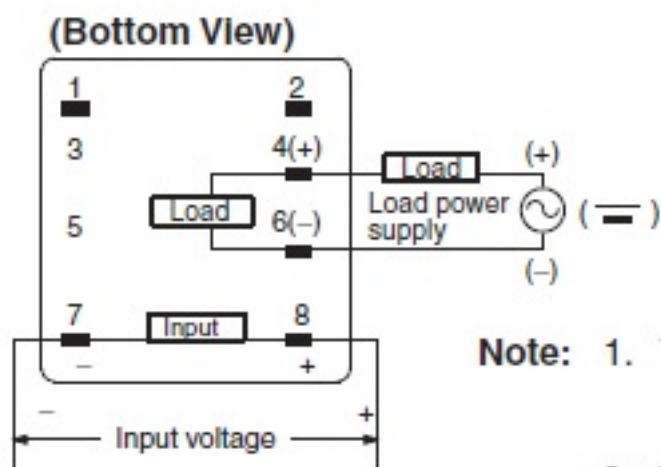 (Bottom View)
1 2
3 4(+) Load (+)
Load Load power
5 6(–) supply
(–)
7 Input 8
– +
Note: 1.
– Input voltage +